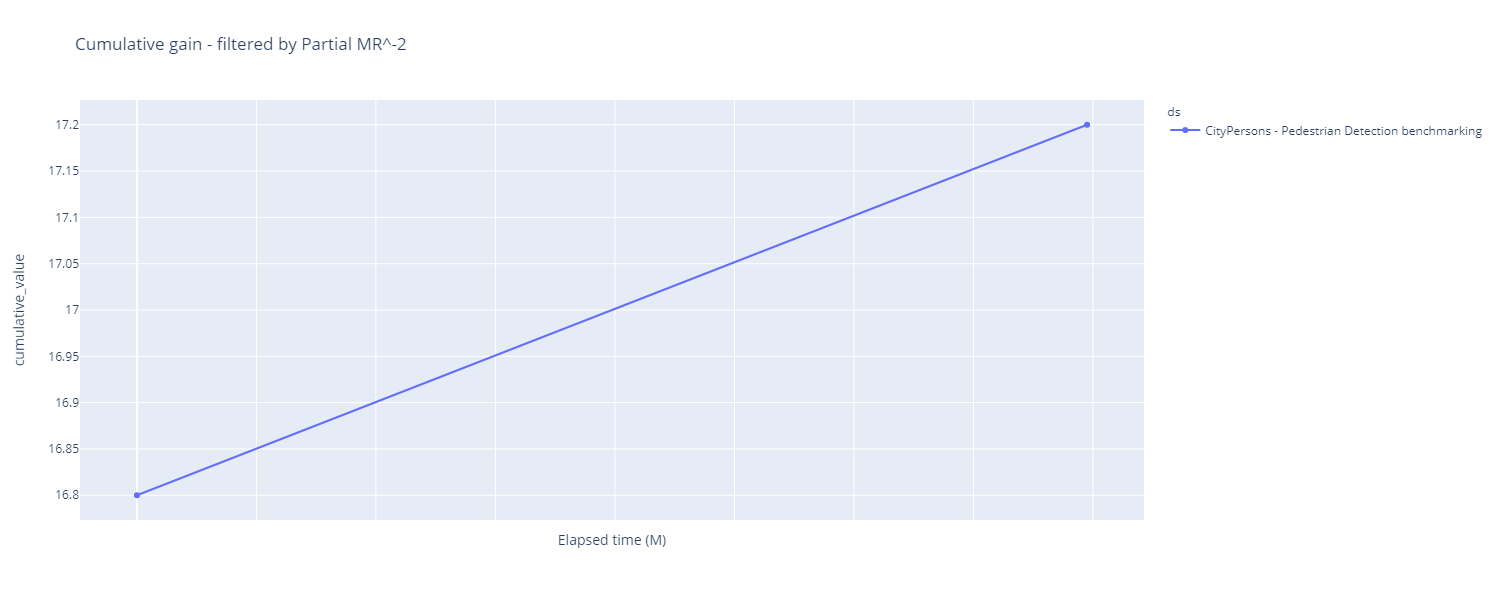 Cumulative gain - filtered by Partial MR^-2
17.2
17.15
17.1
17.05
17
16.95
16.9
16.85
16.8
cumulative_value
Elapsed time (M)
ds
CityPersons - Pedestrian Detection benchmarking